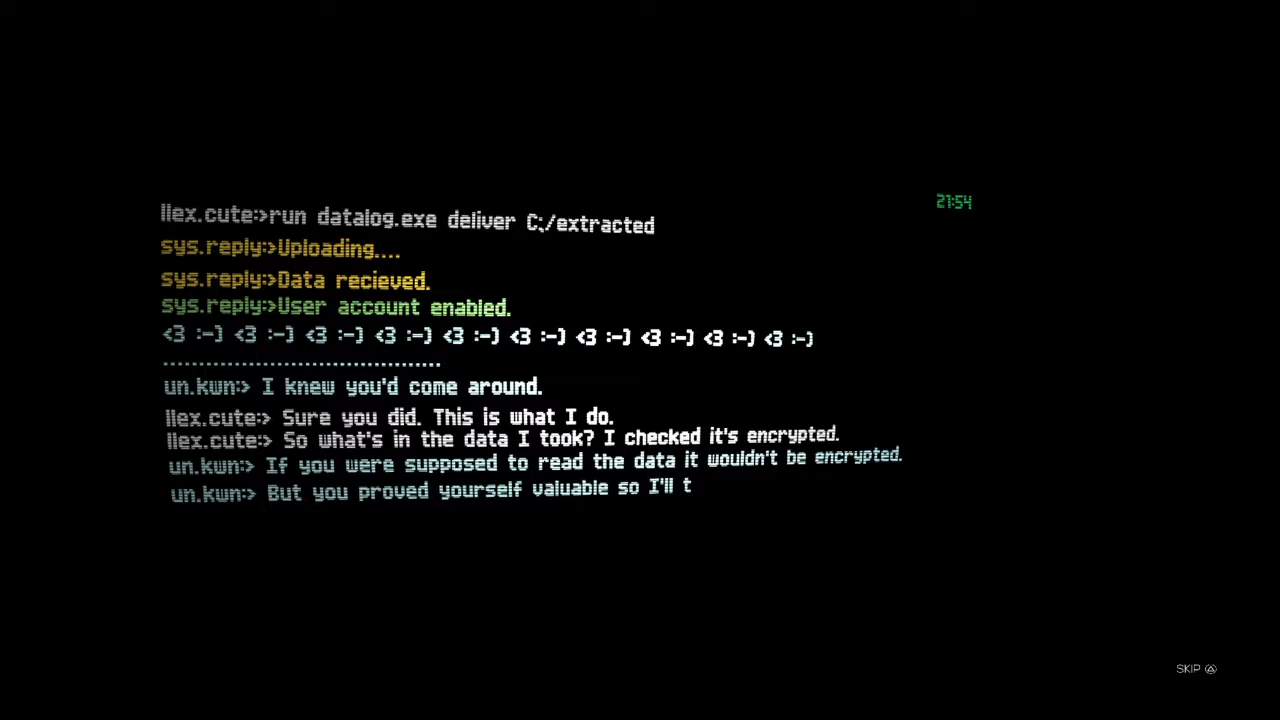 llex.cute:>run datalog.exe deliver C:/extracted
21:54
sys.reply:>Uploading....
sys.reply:>Data recieved.
sys.reply:>User account enabled.
<3 :-) <3 :-) <3 :-) <3 :-) <3 :-) <3 :-) <3 :-) <3 :-) <3 :-) <3 :-)
.......................................
un.kwn:> I knew you'd come around.
llex.cute:> Sure you did. This is what I do.
llex.cute:> So what's in the data I took? I checked it's encrypted.
un.kwn:> If you were supposed to read the data it wouldn't be encrypted.
un.kwn:> But you proved yourself valuable so I'll t
SKIP